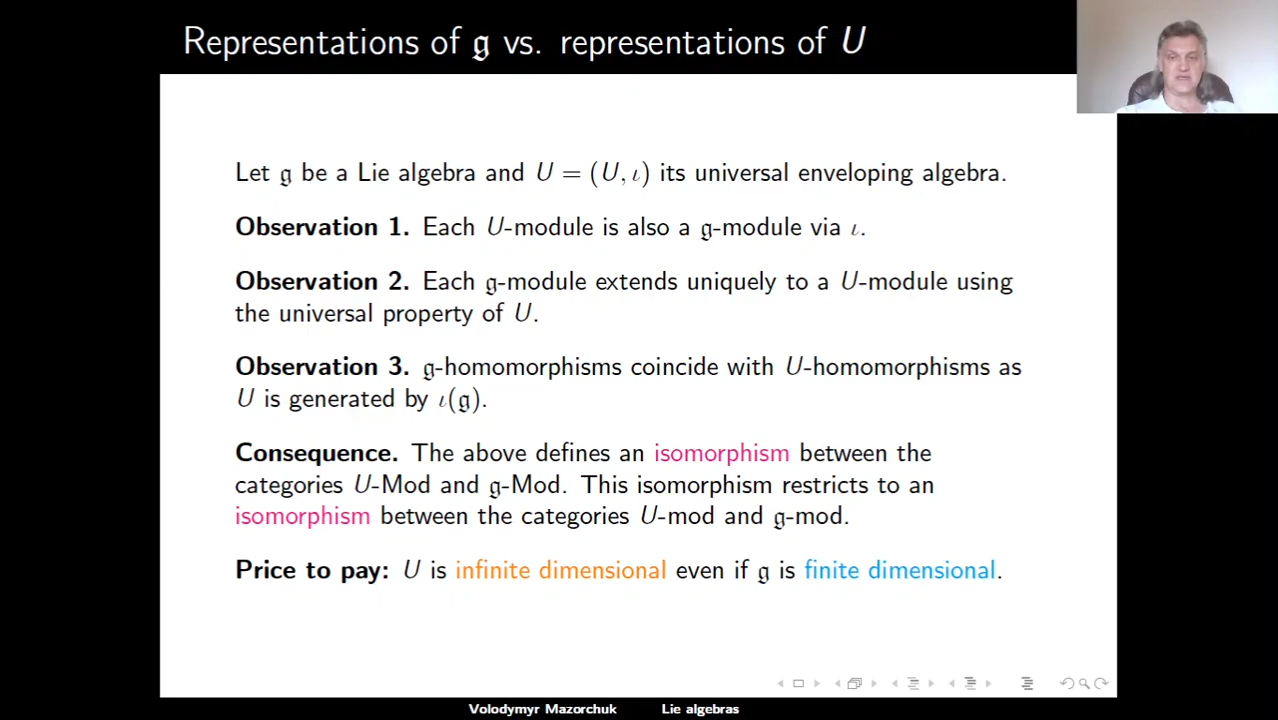 Representations of 𝔤 vs. representations of U
Let 𝔤 be a Lie algebra and U = (U, ι) its universal enveloping algebra.
Observation 1. Each U-module is also a 𝔤-module via ι.
Observation 2. Each 𝔤-module extends uniquely to a U-module using
the universal property of U.
Observation 3. 𝔤-homomorphisms coincide with U-homomorphisms as
U is generated by ι(𝔤).
Consequence. The above defines an isomorphism between the
categories U-Mod and 𝔤-Mod. This isomorphism restricts to an
isomorphism between the categories U-mod and 𝔤-mod.
Price to pay: U is infinite dimensional even if 𝔤 is finite dimensional.
Volodymyr Mazorchuk Lie algebras